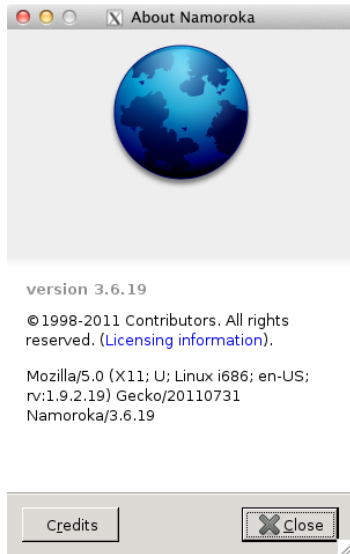 About Namoroka
version 3.6.19
©1998-2011 Contributors. All rights
reserved. (Licensing information).
Mozilla/5.0 (X11; U; Linux i686; en-US;
rv:1.9.2.19) Gecko/20110731
Namoroka/3.6.19
Credits
Close